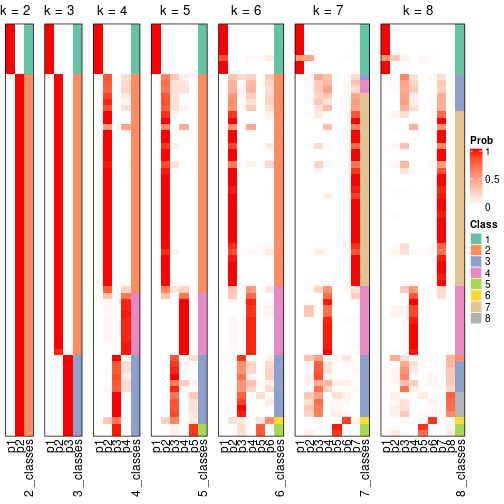 k = 2
k = 3
k = 4
k = 5
k = 6
k = 7
k = 8
Prob
1
0.5
0
Class
1
2
3
4
5
6
7
8
p1
p2
2_classes
p1
p2
p3
3_classes
p1
p2
p3
p4
4_classes
p1
p2
p3
p4
p5
5_classes
p1
p2
p3
p4
p5
p6
6_classes
p1
p2
p3
p4
p5
p6
p7
7_classes
p1
p2
p3
p4
p5
p6
p7
p8
8_classes